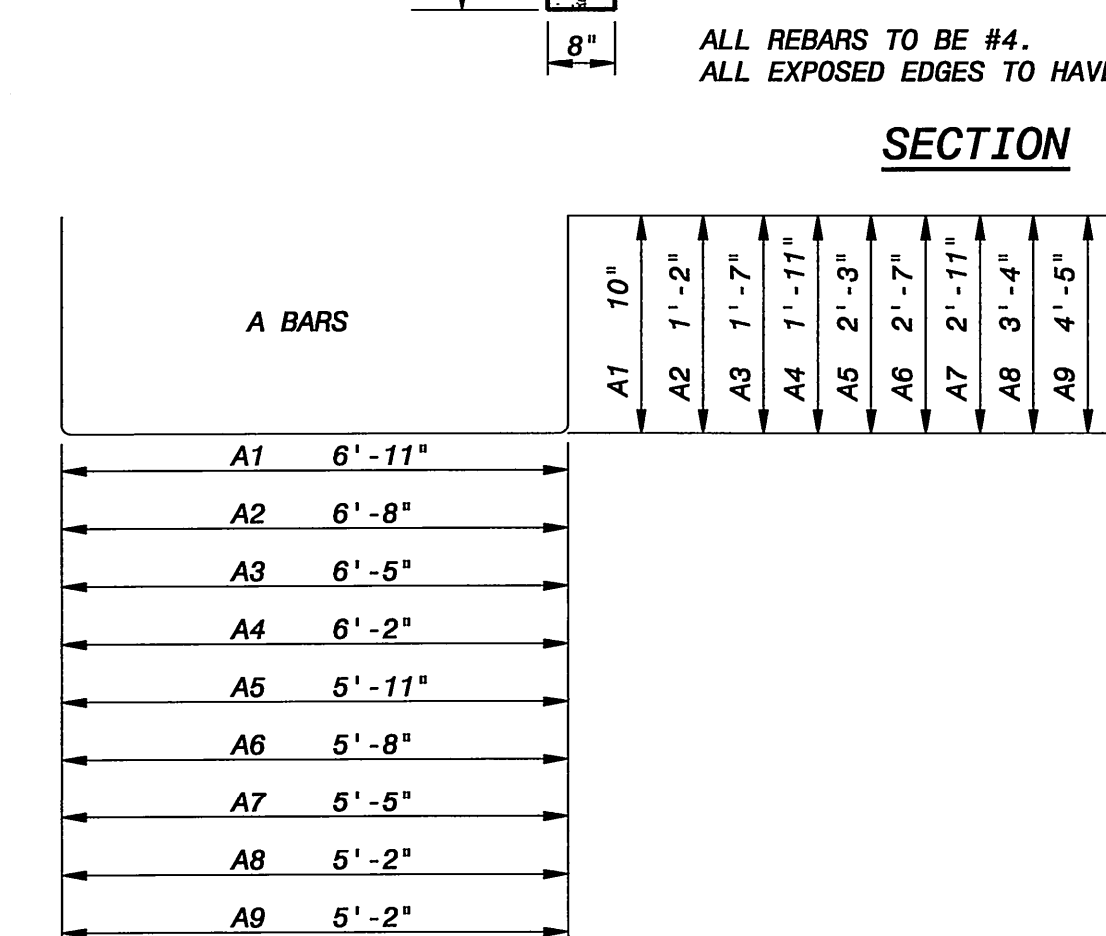 8"
ALL REBARS TO BE #4.
ALL EXPOSED EDGES TO HAVE
SECTION
A BARS
A1 10"
A2 1'-2"
A3 1'-7"
A4 1'-11"
A5 2'-3"
A6 2'-7"
A7 2'-11"
A8 3'-4"
A9 4'-5"
A1 6'-11"
A2 6'-8"
A3 6'-5"
A4 6'-2"
A5 5'-11"
A6 5'-8"
A7 5'-5"
A8 5'-2"
A9 5'-2"